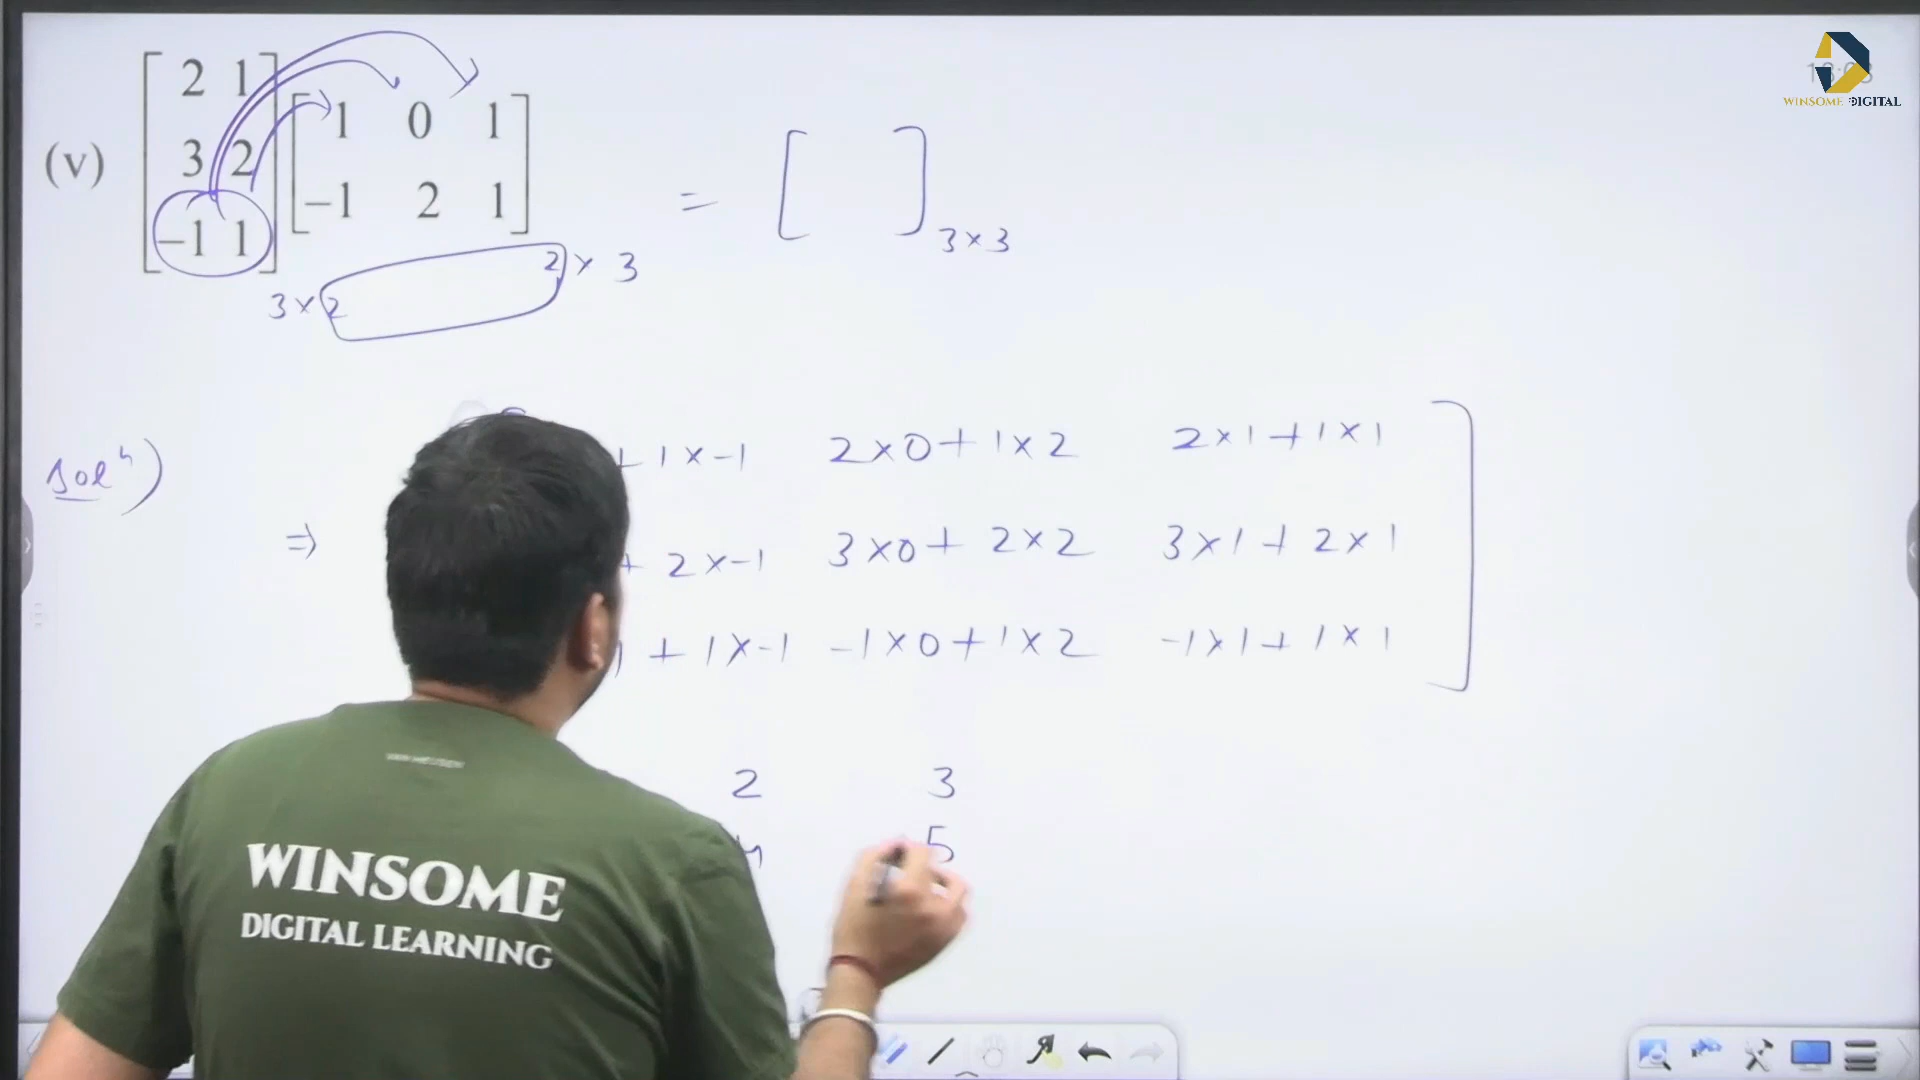 (v) [2 1 3 2 -1 1] [1 0 1 -1 2 1] = [ ] 3×3
3×2 2×3
Solⁿ)
⇒
+ 1×-1 2×0+1×2 2×1+1×1
+ 2×-1 3×0+ 2×2 3×1+ 2×1
+ 1×-1 -1×0+1×2 -1×1+ 1×1
2 3
5
WINSOME
DIGITAL LEARNING
WINSOME DIGITAL